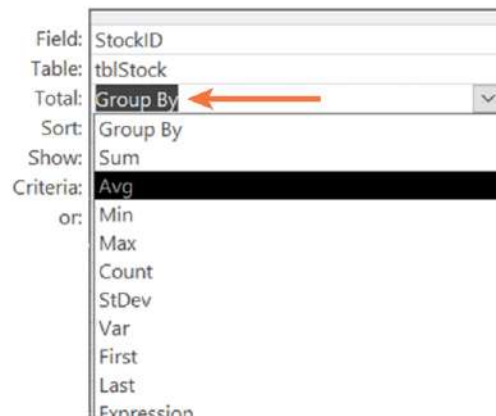 Field: StockID
Table: tblStock
Total: Group By
Sort: Group By
Show: Sum
Criteria: Avg
or: Min
Max
Count
StDev
Var
First
Last
Expression